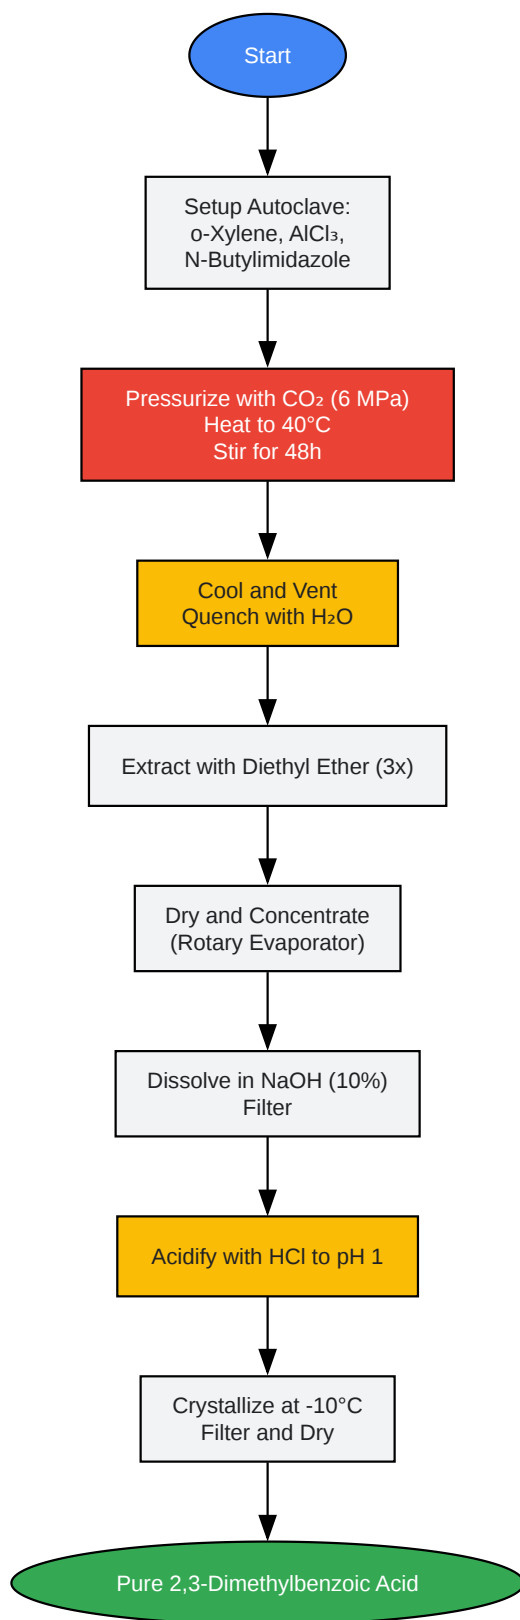 Start
Setup Autoclave:
o-Xylene, AlCl₃,
N-Butylimidazole
Pressurize with CO₂ (6 MPa)
Heat to 40°C
Stir for 48h
Cool and Vent
Quench with H₂O
Extract with Diethyl Ether (3x)
Dry and Concentrate
(Rotary Evaporator)
Dissolve in NaOH (10%)
Filter
Acidify with HCl to pH 1
Crystallize at -10°C
Filter and Dry
Pure 2,3-Dimethylbenzoic Acid